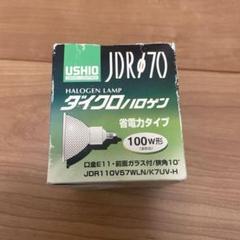 USHIO
JDRφ70
HALOGEN LAMP
ダイクロハロゲン
省電力タイプ
100W形
口金E11・前面ガラス付/狭角10°
JDR110V57WLN/K7UV-H